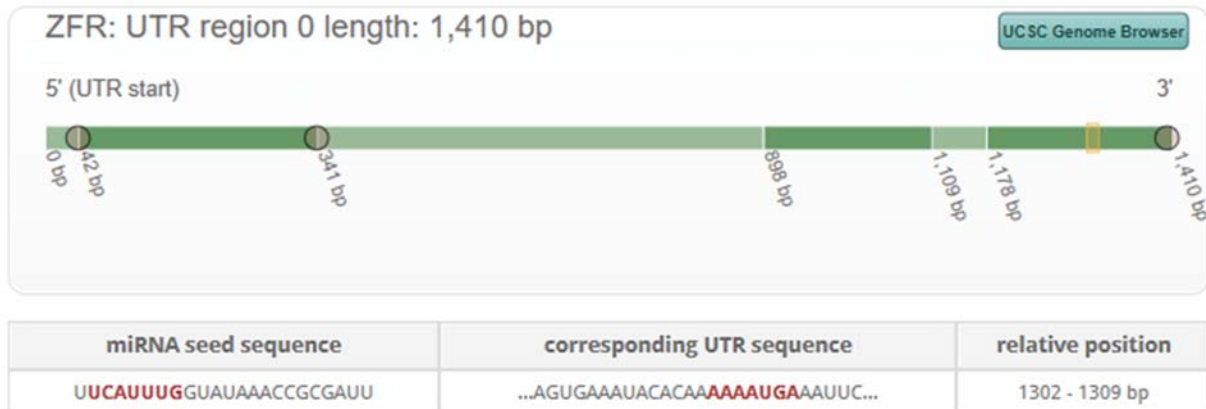 ZFR: UTR region 0 length: 1,410 bp
UCSC Genome Browser
5' (UTR start)
3'
0 bp
42 bp
341 bp
898 bp
1,109 bp
1,178 bp
1,410 bp
miRNA seed sequence corresponding UTR sequence relative position
UUCAUUUGGUAUAAACCGCGAUU ...AGUGAAAUACACAAAAAAUGAAAUUC... 1302 - 1309 bp